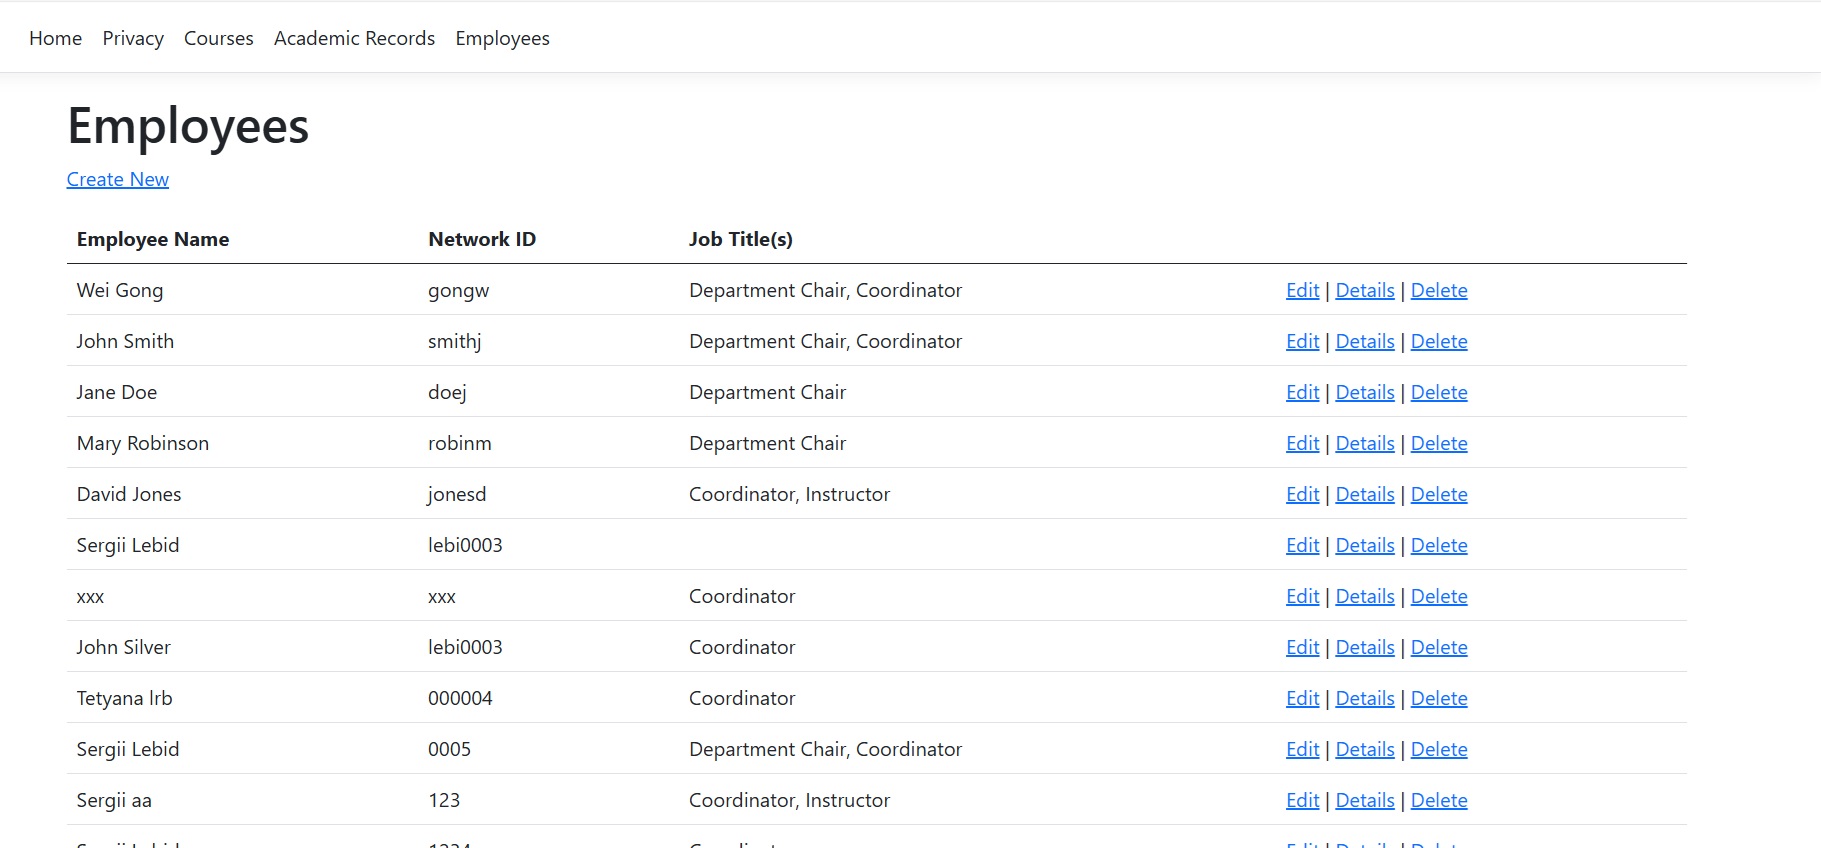 Home Privacy Courses Academic Records Employees
Employees
Create New
Employee Name Network ID Job Title(s)
Wei Gong gongw Department Chair, Coordinator Edit | Details | Delete
John Smith smithj Department Chair, Coordinator Edit | Details | Delete
Jane Doe doej Department Chair Edit | Details | Delete
Mary Robinson robinm Department Chair Edit | Details | Delete
David Jones jonesd Coordinator, Instructor Edit | Details | Delete
Sergii Lebid lebi0003 Edit | Details | Delete
xxx xxx Coordinator Edit | Details | Delete
John Silver lebi0003 Coordinator Edit | Details | Delete
Tetyana lrb 000004 Coordinator Edit | Details | Delete
Sergii Lebid 0005 Department Chair, Coordinator Edit | Details | Delete
Sergii aa 123 Coordinator, Instructor Edit | Details | Delete